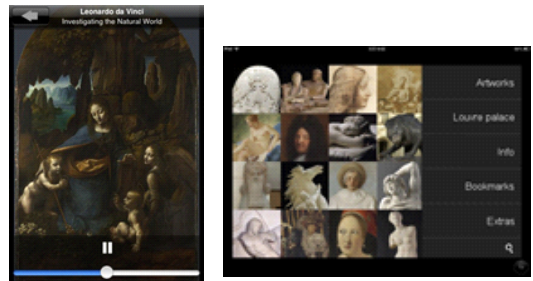 Leonardo da Vinci
Investigating the Natural World
Artworks
Louvre palace
Info
Bookmarks
Extras